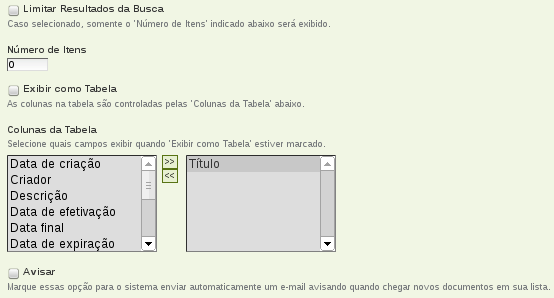 Limitar Resultados da Busca
Caso selecionado, somente o 'Número de Itens' indicado abaixo será exibido.
Número de Itens
0
Exibir como Tabela
As colunas na tabela são controladas pelas 'Colunas da Tabela' abaixo.
Colunas da Tabela
Selecione quais campos exibir quando 'Exibir como Tabela' estiver marcado.
Data de criação
Criador
Descrição
Data de efetivação
Data final
Data de expiração
>>
<<
Título
Avisar
Marque essas opção para o sistema enviar automaticamente um e-mail avisando quando chegar novos documentos em sua lista.